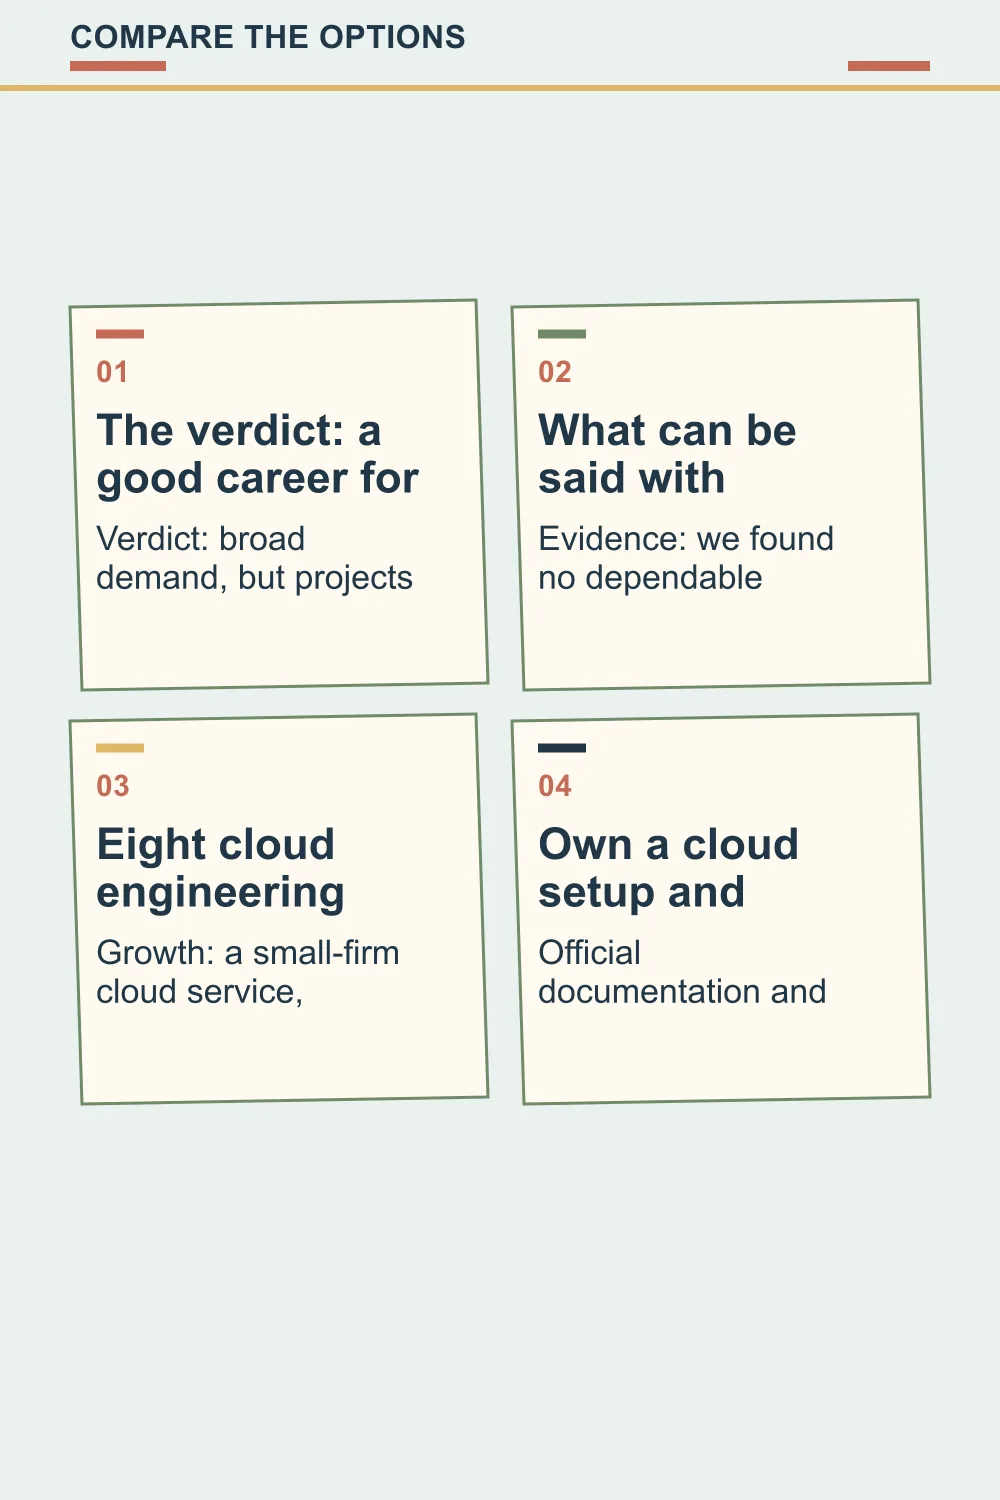 COMPARE THE OPTIONS
01
The verdict: a
good career for
Verdict: broad
demand, but projects
02
What can be
said with
Evidence: we found
no dependable
03
Eight cloud
engineering
Growth: a small-firm
cloud service,
04
Own a cloud
setup and
Official
documentation and